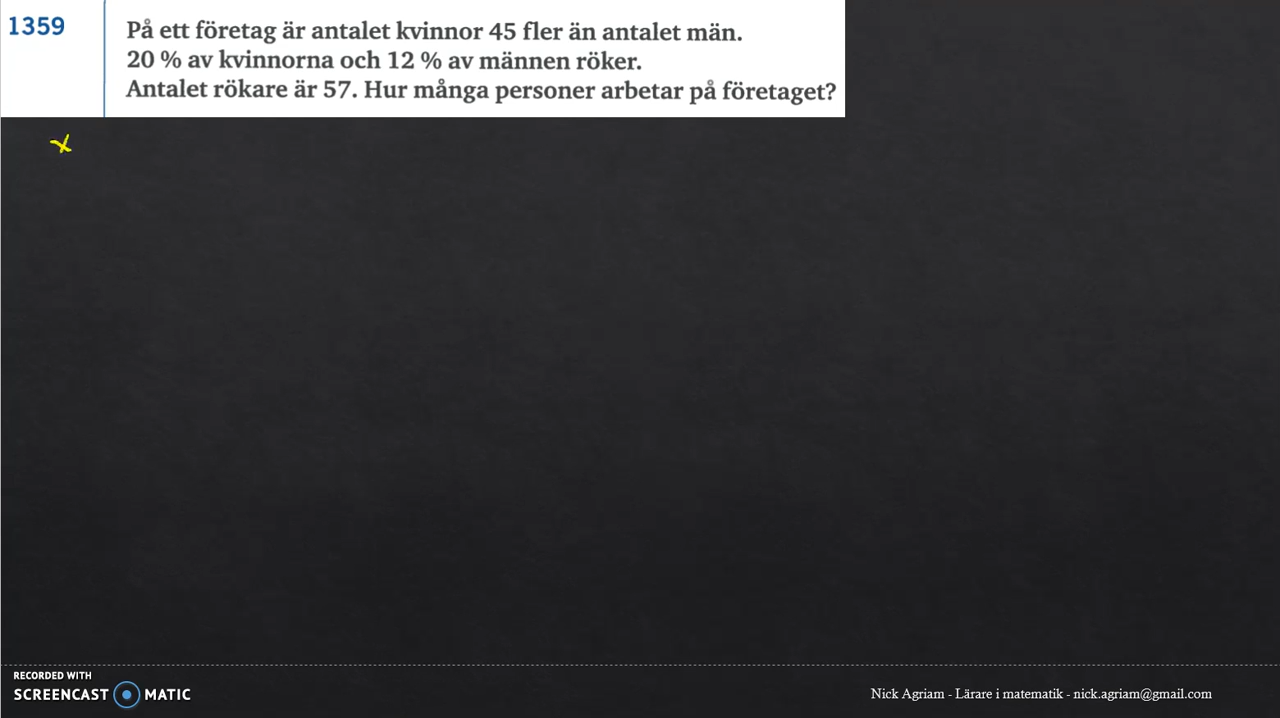 1359
På ett företag är antalet kvinnor 45 fler än antalet män.
20 % av kvinnorna och 12 % av männen röker.
Antalet rökare är 57. Hur många personer arbetar på företaget?
x
RECORDED WITH
SCREENCAST MATIC
Nick Agriam - Lärare i matematik - nick.agriam@gmail.com